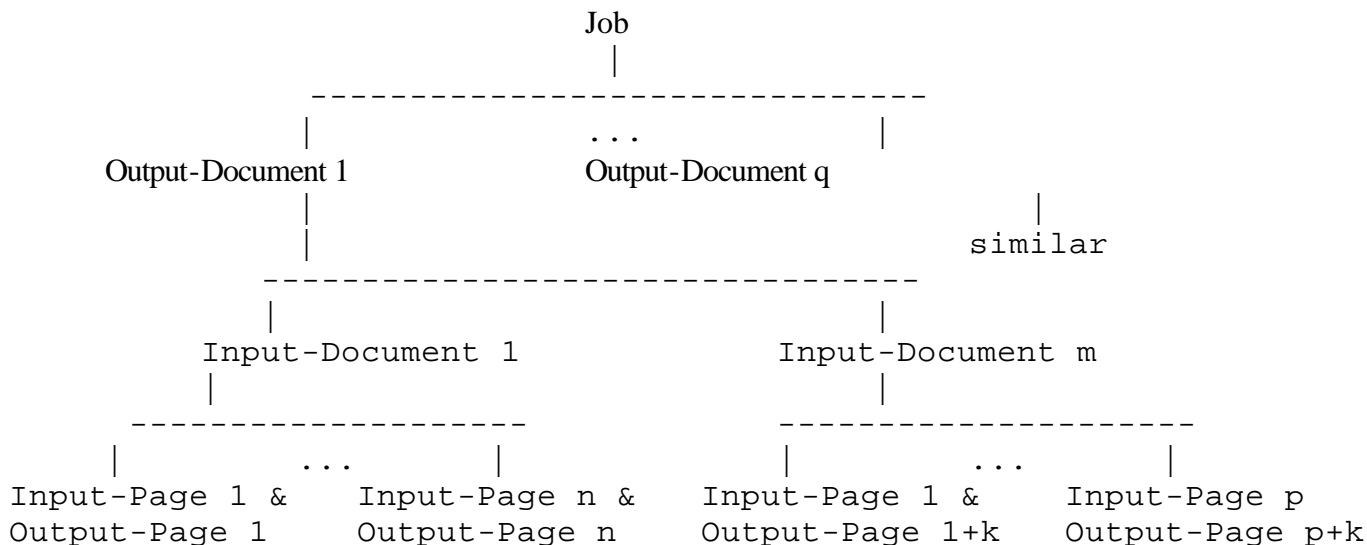 Job
|
-------------------------------
| ... |
Output-Document 1 Output-Document q
| |
| similar
---------------------------------
| |
Input-Document 1 Input-Document m
| |
-------------------- ---------------------
| ... | | ... |
Input-Page 1 & Input-Page n & Input-Page 1 & Input-Page p
Output-Page 1 Output-Page n Output-Page 1+k Output-Page p+k